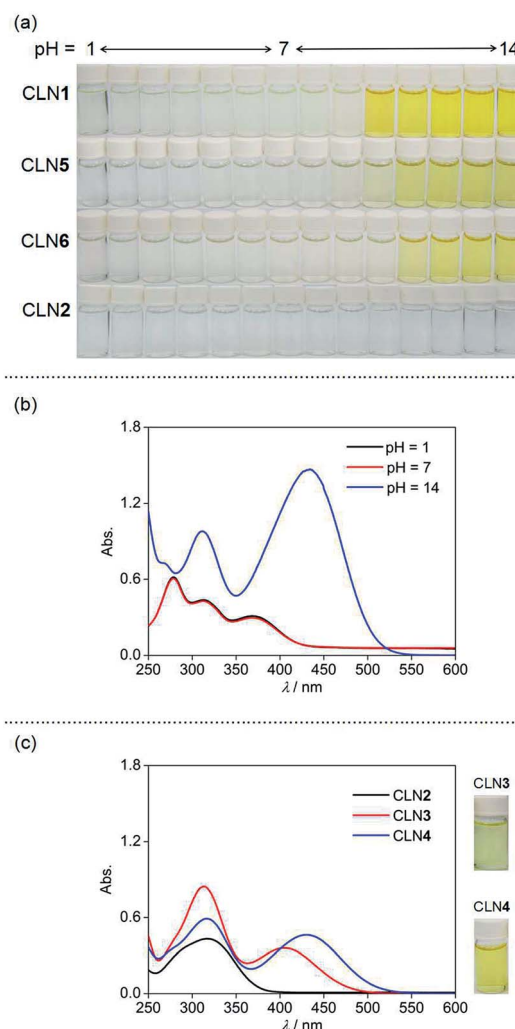 (a)
pH = 1 7 14
CLN1
CLN5
CLN6
CLN2
(b)
1.8
1.2
0.6
0.0
Abs.
pH = 1
pH = 7
pH = 14
250 300 350 400 450 500 550 600
λ / nm
(c)
1.8
1.2
0.6
0.0
Abs.
CLN2
CLN3
CLN4
250 300 350 400 450 500 550 600
λ / nm
CLN3
CLN4